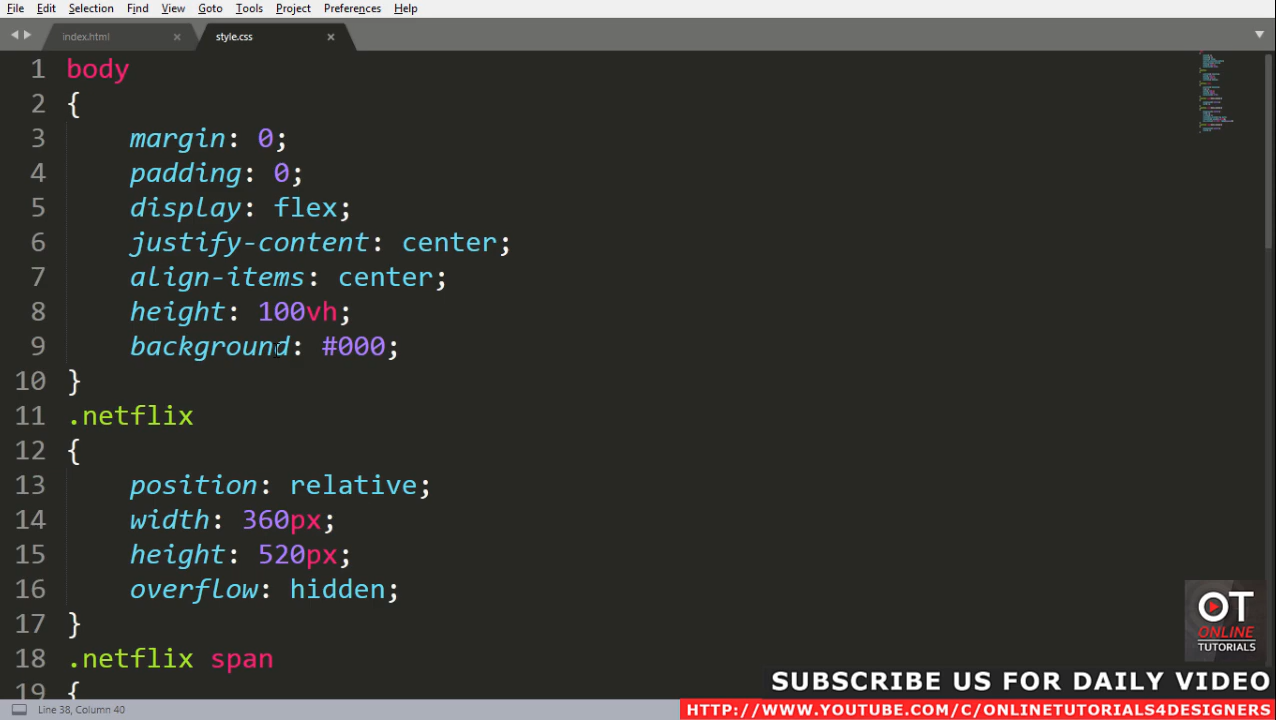 File Edit Selection Find View Goto Tools Project Preferences Help
index.html × style.css ×
1 body
2 {
3 margin: 0;
4 padding: 0;
5 display: flex;
6 justify-content: center;
7 align-items: center;
8 height: 100vh;
9 background: #000;
10 }
11 .netflix
12 {
13 position: relative;
14 width: 360px;
15 height: 520px;
16 overflow: hidden;
17 }
18 .netflix span
19 {
OT
ONLINE
TUTORIALS
SUBSCRIBE US FOR DAILY VIDEO
HTTP://WWW.YOUTUBE.COM/C/ONLINETUTORIALS4DESIGNERS
Line 38, Column 40